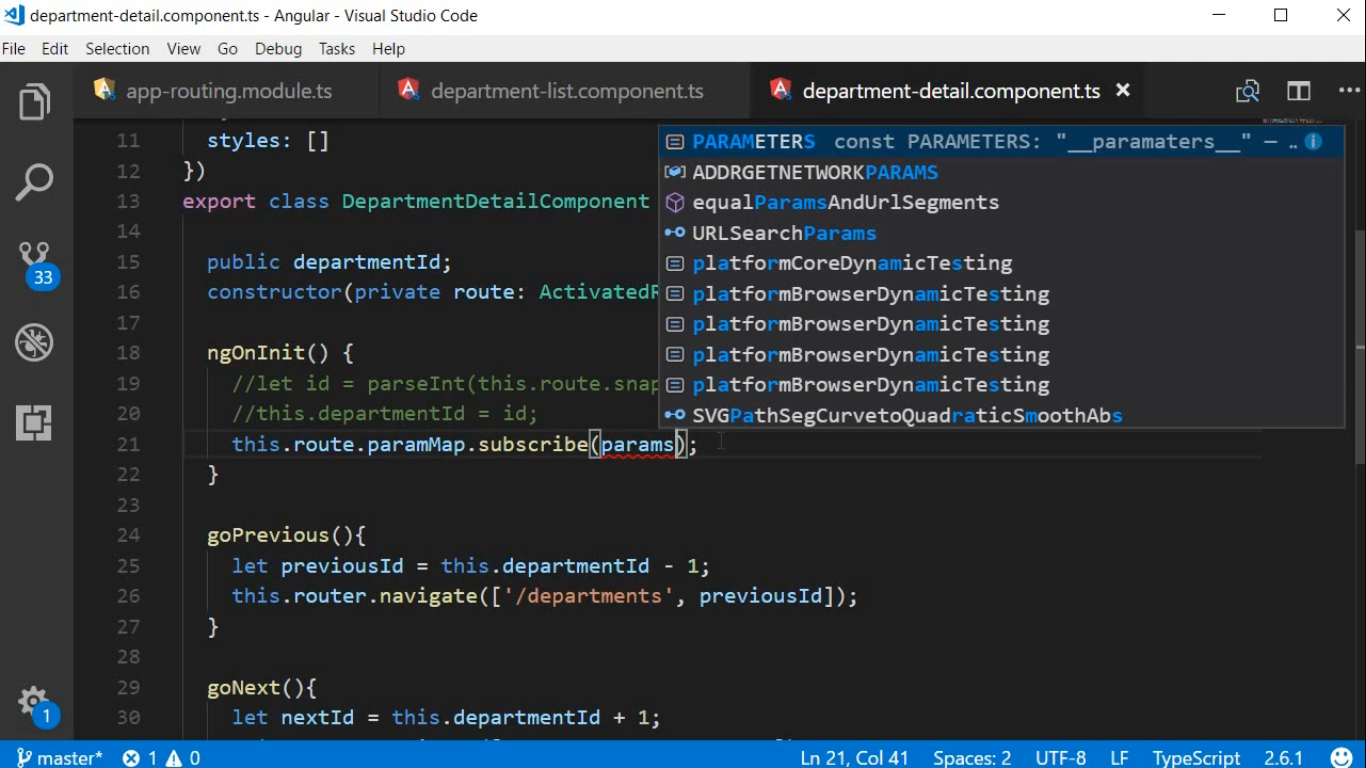 department-detail.component.ts - Angular - Visual Studio Code
File Edit Selection View Go Debug Tasks Help
app-routing.module.ts department-list.component.ts department-detail.component.ts
11 styles: []
12 })
13 export class DepartmentDetailComponent
14
15 public departmentId;
16 constructor(private route: ActivatedR
17
18 ngOnInit() {
19 //let id = parseInt(this.route.snap
20 //this.departmentId = id;
21 this.route.paramMap.subscribe(params);
22 }
23
24 goPrevious(){
25 let previousId = this.departmentId - 1;
26 this.router.navigate(['/departments', previousId]);
27 }
28
29 goNext(){
30 let nextId = this.departmentId + 1;
PARAMETERS const PARAMETERS: "__paramaters__" — ..
ADDRGETNETWORKPARAMS
equalParamsAndUrlSegments
URLSearchParams
platformCoreDynamicTesting
platformBrowserDynamicTesting
platformBrowserDynamicTesting
platformBrowserDynamicTesting
platformBrowserDynamicTesting
SVGPathSegCurvetoQuadraticSmoothAbs
33
1
master* 1 0 Ln 21, Col 41 Spaces: 2 UTF-8 LF TypeScript 2.6.1